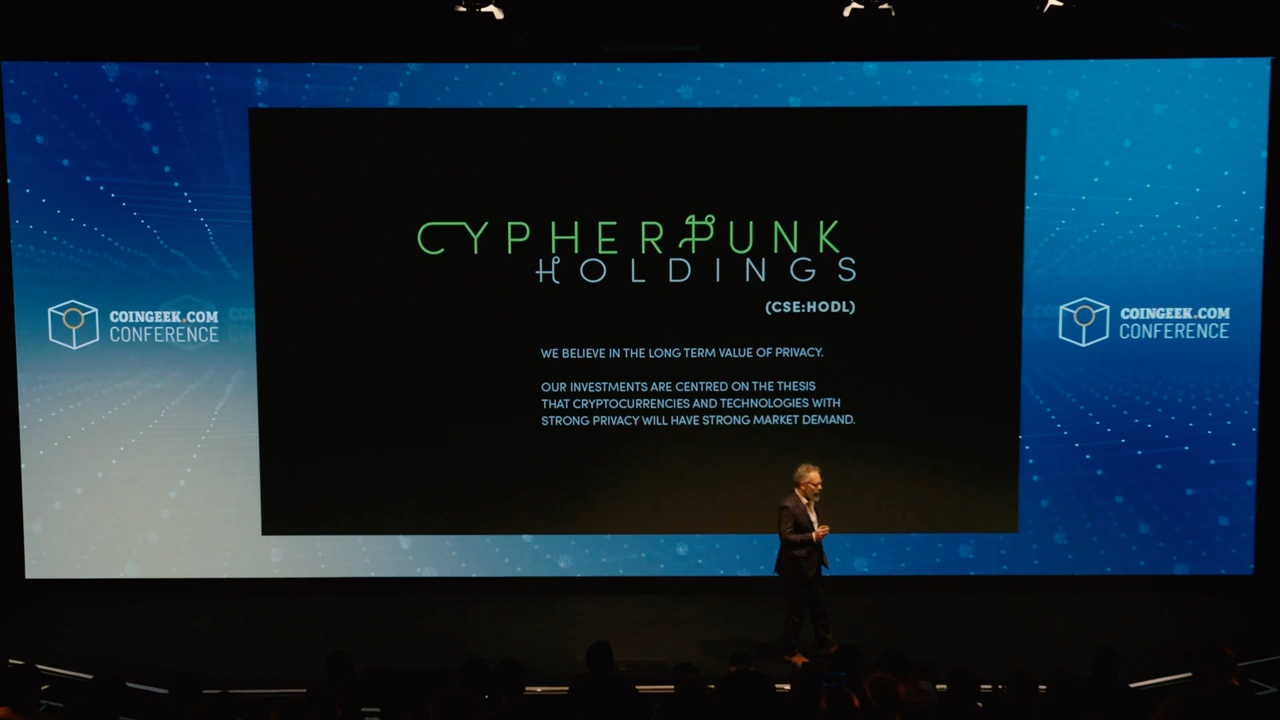 CYPHERPUNK
HOLDINGS
(CSE:HODL)
WE BELIEVE IN THE LONG TERM VALUE OF PRIVACY.
OUR INVESTMENTS ARE CENTRED ON THE THESIS
THAT CRYPTOCURRENCIES AND TECHNOLOGIES WITH
STRONG PRIVACY WILL HAVE STRONG MARKET DEMAND.
COINGEEK.COM
CONFERENCE
COINGEEK.COM
CONFERENCE